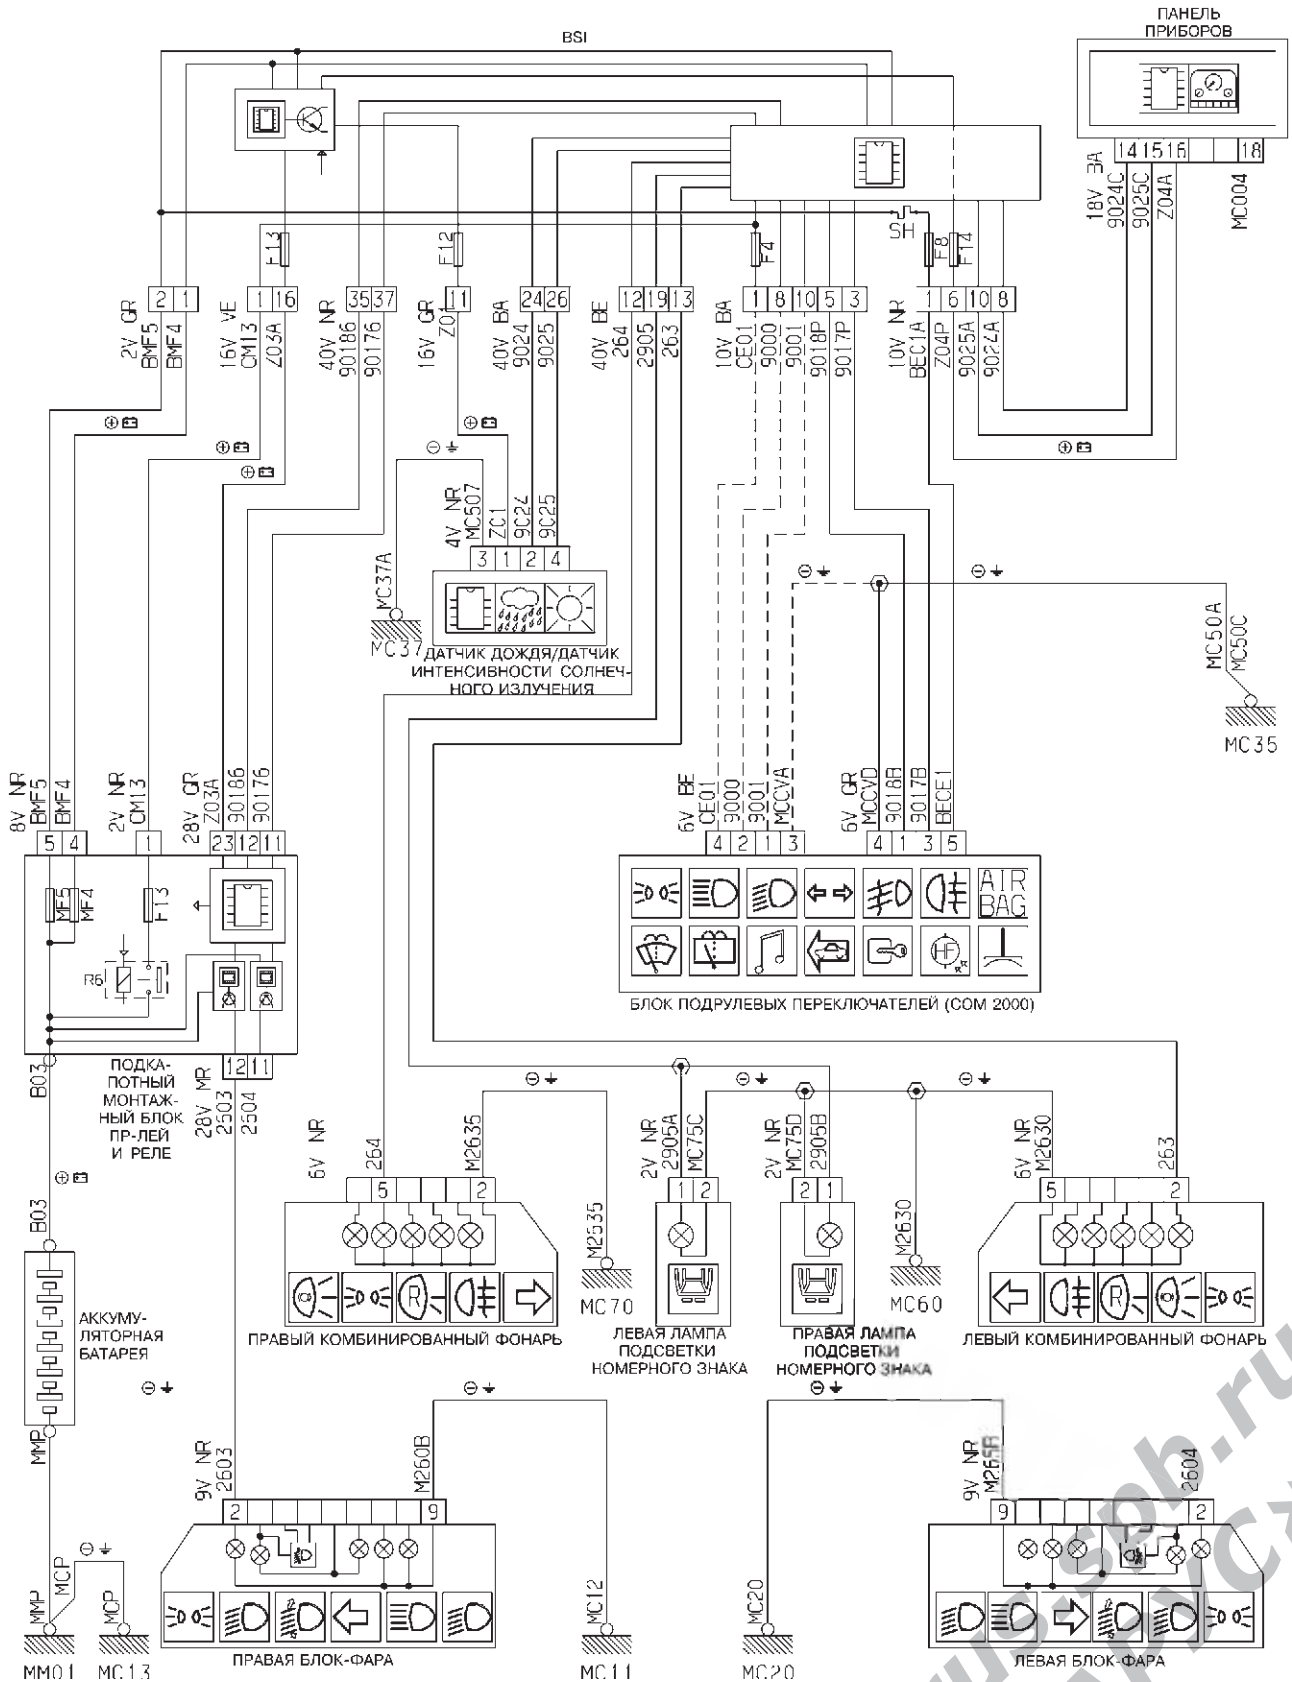 ПАНЕЛЬ
ПРИБОРОВ
BSI
14 15 16 18
18V BA
9024C
9025C
Z04A
MC004
SH
F13
F12
F4
F8
F14
2 1
1 16
35 37
11
24 26
12 19 13
1 8 10 5 3
1 6 10 8
2V GR
BMF5
BMF4
16V VE
CM13
Z03A
40V NR
90186
90176
16V GR
40V BA
9024
9025
40V BE
264
2905
263
10V BA
CE01
9000
9001
9018P
9017P
10V NR
BEC1A
Z04P
9025A
9024A
4V NR
MC507
ZC1
9C24
9C25
3 1 2 4
MC37A
MC37
ДАТЧИК ДОЖДЯ/ДАТЧИК
ИНТЕНСИВНОСТИ СОЛНЕЧ-
НОГО ИЗЛУЧЕНИЯ
MC50A
MC50C
MC35
8V NR
BMF5
BMF4
2V NR
CM13
28V GR
Z03A
90186
90176
5 4
1
23 12 11
6V BE
CE01
9000
9001
MCCVA
6V GR
MCCVD
9018B
9017B
BECE1
4 2 1 3
4 1 3 5
MF5
MF4
F13
R6
AIR
BAG
HF
БЛОК ПОДРУЛЕВЫХ ПЕРЕКЛЮЧАТЕЛЕЙ (COM 2000)
B03
12 11
ПОДКА-
ПОТНЫЙ
МОНТАЖ-
НЫЙ БЛОК
ПР-ЛЕЙ
И РЕЛЕ
28V MR
2603
2604
6V NR
264
M2635
2V NR
2905A
MC75C
2V NR
MC75D
2905B
6V NR
M2630
263
5 2
1 2
2 1
5 2
B03
M2635
MC70
M2630
MC60
R
R
ПРАВЫЙ КОМБИНИРОВАННЫЙ ФОНАРЬ
ЛЕВАЯ ЛАМПА
ПОДСВЕТКИ
НОМЕРНОГО ЗНАКА
ПРАВАЯ ЛАМПА
ПОДСВЕТКИ
НОМЕРНОГО ЗНАКА
ЛЕВЫЙ КОМБИНИРОВАННЫЙ ФОНАРЬ
АККУМУ-
ЛЯТОРНАЯ
БАТАРЕЯ
MMP
9V NR
2603
M260B
9V NR
2604
2 9
9 2
MMP
MCP
MCP
MC12
MC20
MM01
MC13
MC11
MC20
ПРАВАЯ БЛОК-ФАРА
ЛЕВАЯ БЛОК-ФАРА